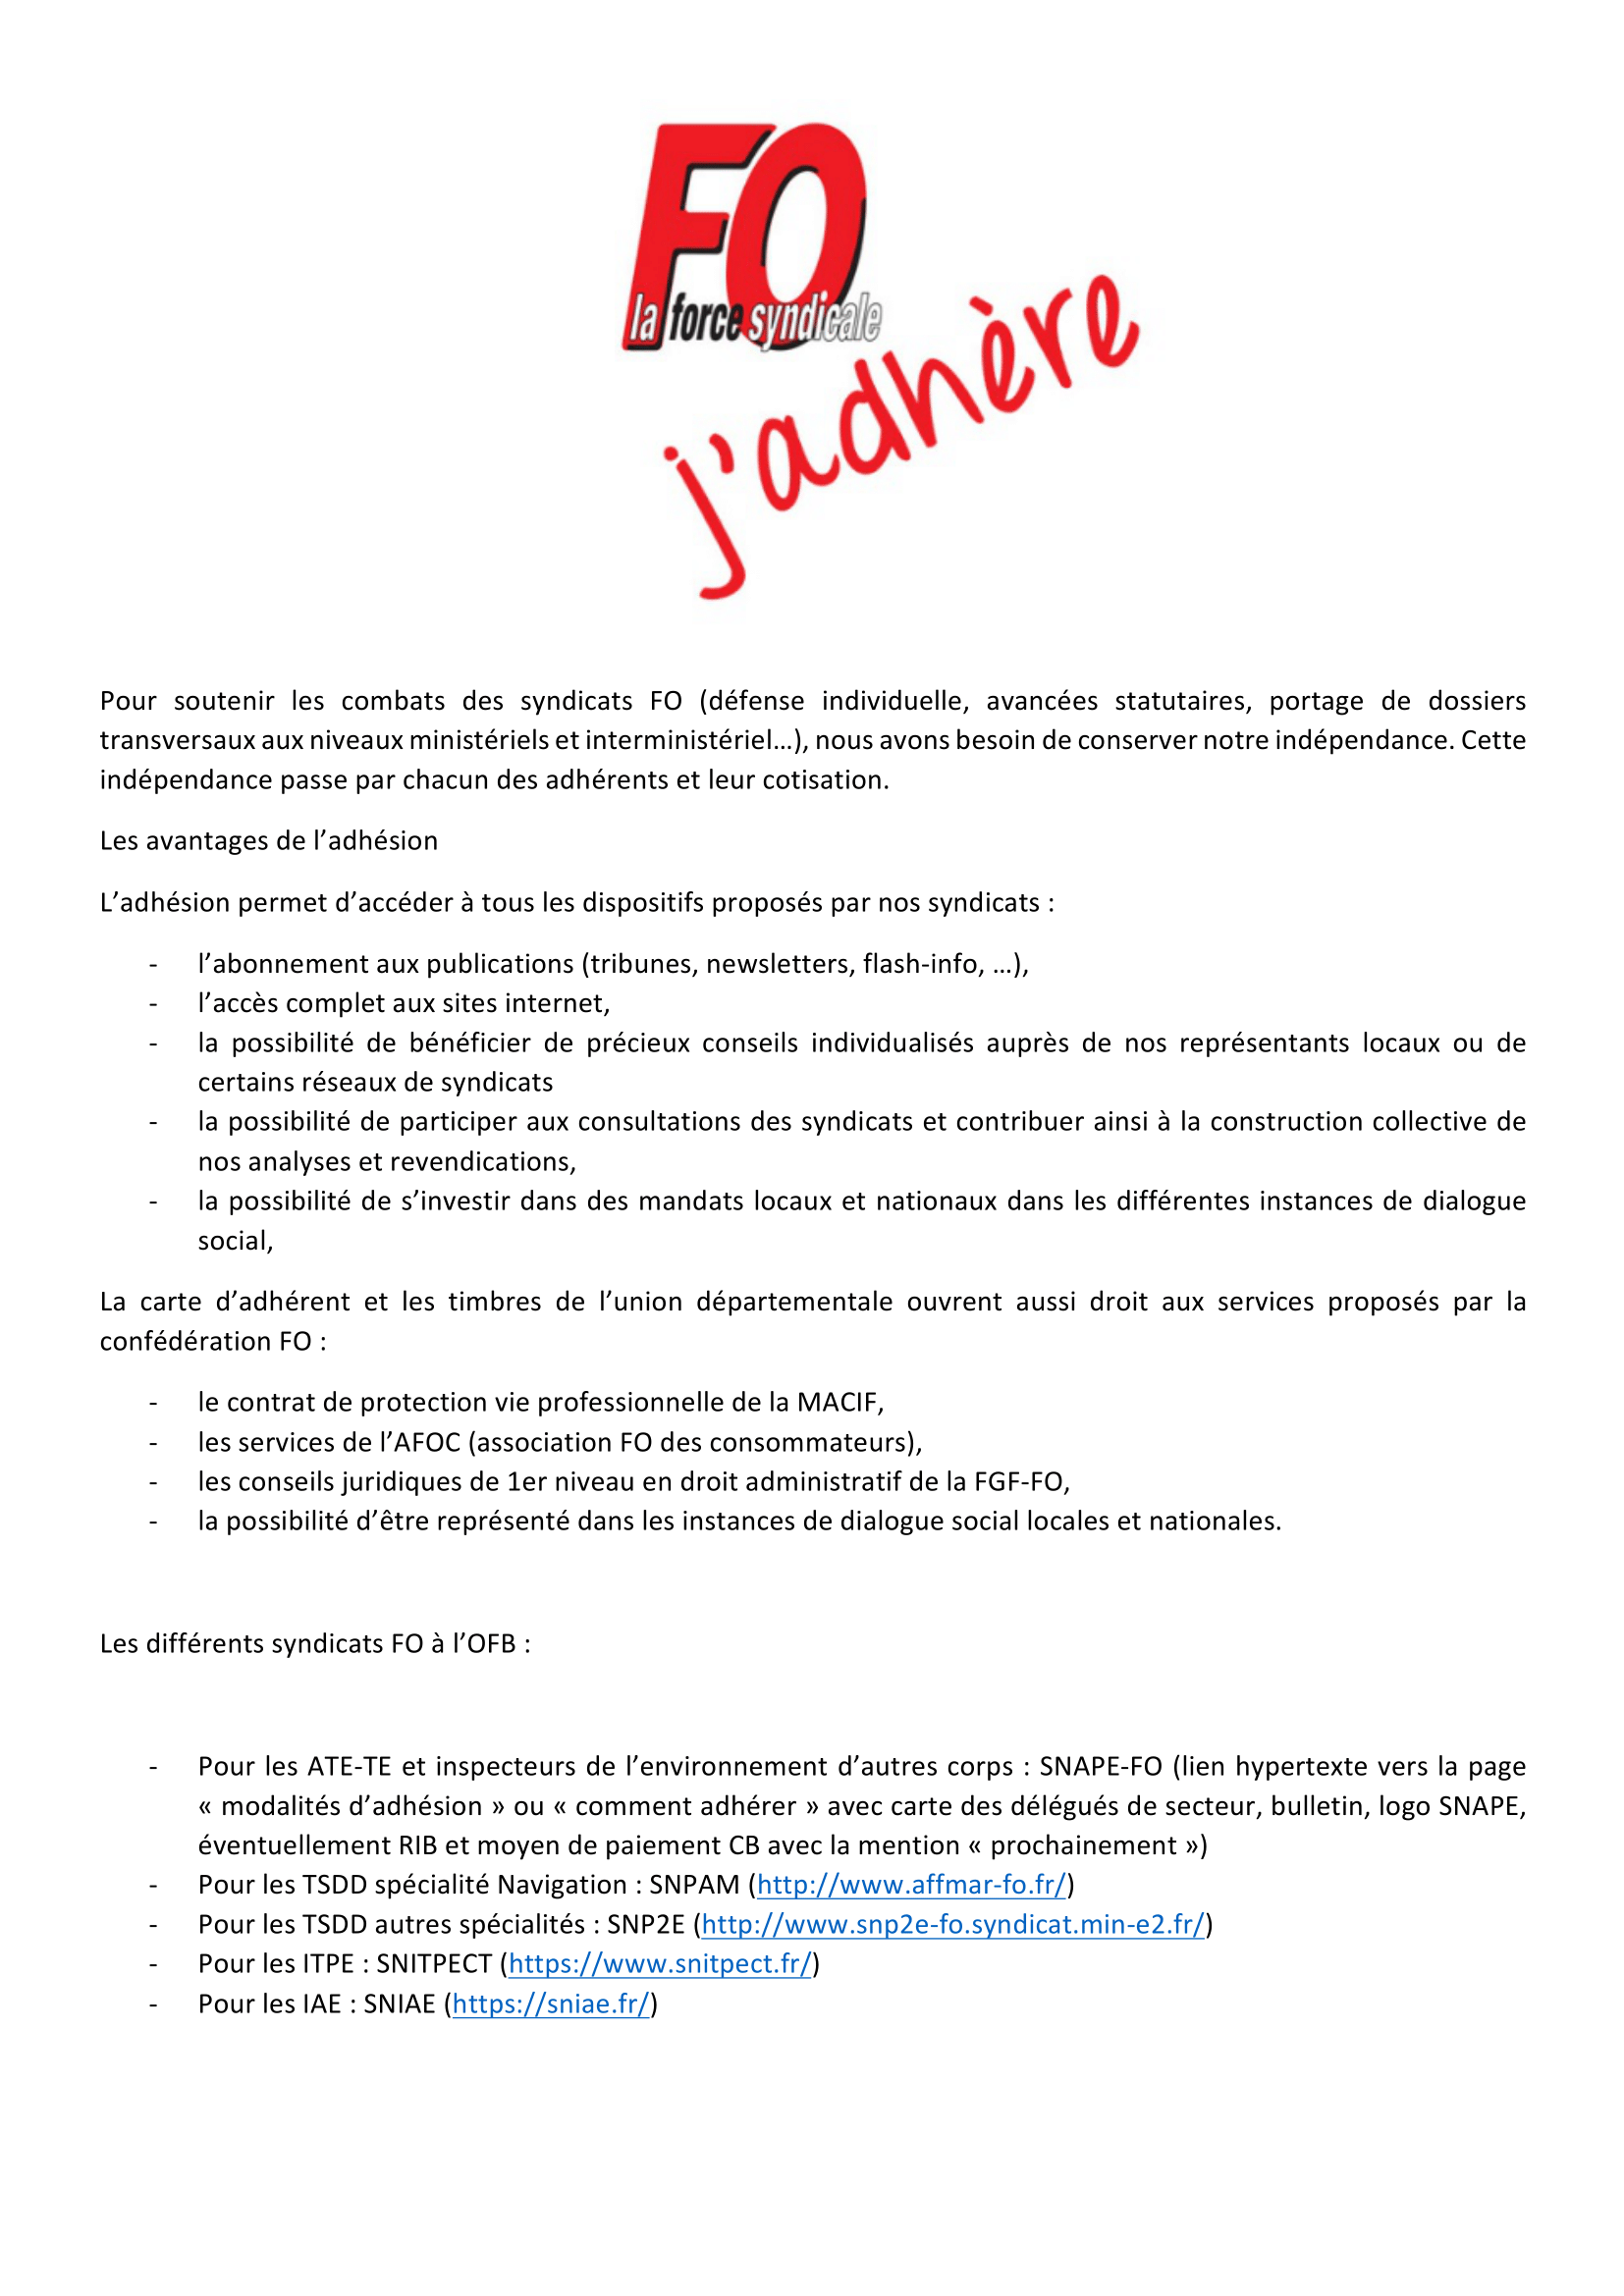 FO
la force syndicale
j'adhère
Pour soutenir les combats des syndicats FO (défense individuelle, avancées statutaires, portage de dossiers
transversaux aux niveaux ministériels et interministériel…), nous avons besoin de conserver notre indépendance. Cette
indépendance passe par chacun des adhérents et leur cotisation.
Les avantages de l’adhésion
L’adhésion permet d’accéder à tous les dispositifs proposés par nos syndicats :
- l’abonnement aux publications (tribunes, newsletters, flash-info, …),
- l’accès complet aux sites internet,
- la possibilité de bénéficier de précieux conseils individualisés auprès de nos représentants locaux ou de
certains réseaux de syndicats
- la possibilité de participer aux consultations des syndicats et contribuer ainsi à la construction collective de
nos analyses et revendications,
- la possibilité de s’investir dans des mandats locaux et nationaux dans les différentes instances de dialogue
social,
La carte d’adhérent et les timbres de l’union départementale ouvrent aussi droit aux services proposés par la
confédération FO :
- le contrat de protection vie professionnelle de la MACIF,
- les services de l’AFOC (association FO des consommateurs),
- les conseils juridiques de 1er niveau en droit administratif de la FGF-FO,
- la possibilité d’être représenté dans les instances de dialogue social locales et nationales.
Les différents syndicats FO à l’OFB :
- Pour les ATE-TE et inspecteurs de l’environnement d’autres corps : SNAPE-FO (lien hypertexte vers la page
« modalités d’adhésion » ou « comment adhérer » avec carte des délégués de secteur, bulletin, logo SNAPE,
éventuellement RIB et moyen de paiement CB avec la mention « prochainement »)
- Pour les TSDD spécialité Navigation : SNPAM (http://www.affmar-fo.fr/)
- Pour les TSDD autres spécialités : SNP2E (http://www.snp2e-fo.syndicat.min-e2.fr/)
- Pour les ITPE : SNITPECT (https://www.snitpect.fr/)
- Pour les IAE : SNIAE (https://sniae.fr/)